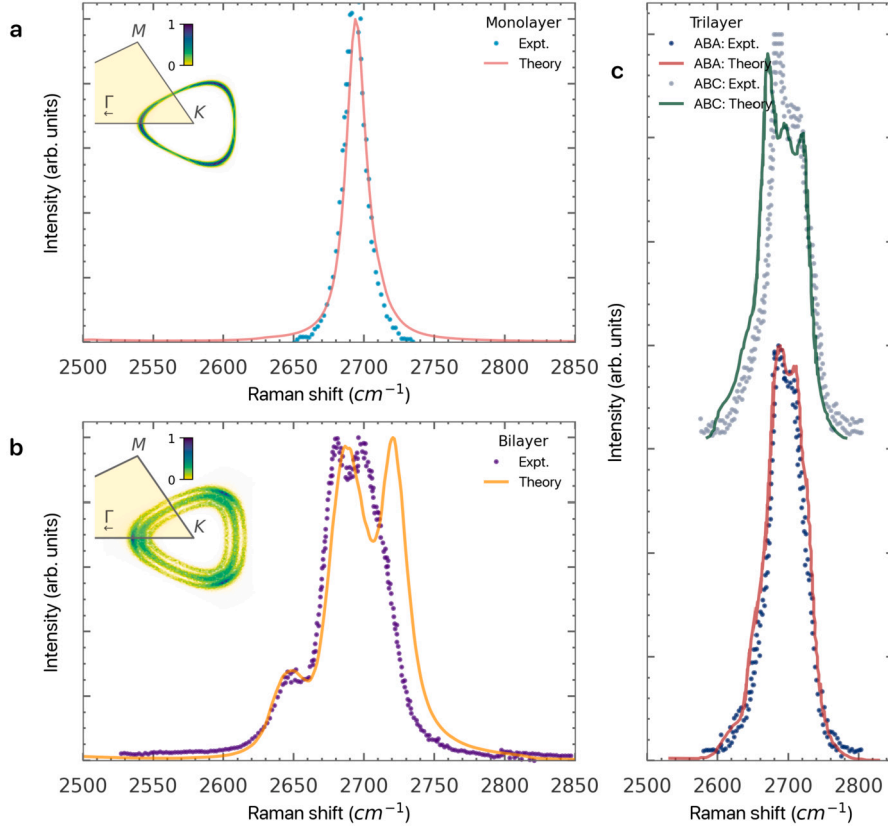 a
1
0
M
Γ
←
K
Monolayer
Expt.
Theory
Intensity (arb. units)
2500 2550 2600 2650 2700 2750 2800 2850
Raman shift (cm⁻¹)
b
1
0
M
Γ
←
K
Bilayer
Expt.
Theory
Intensity (arb. units)
2500 2550 2600 2650 2700 2750 2800 2850
Raman shift (cm⁻¹)
c
Trilayer
ABA: Expt.
ABA: Theory
ABC: Expt.
ABC: Theory
Intensity (arb. units)
2500 2600 2700 2800
Raman shift (cm⁻¹)